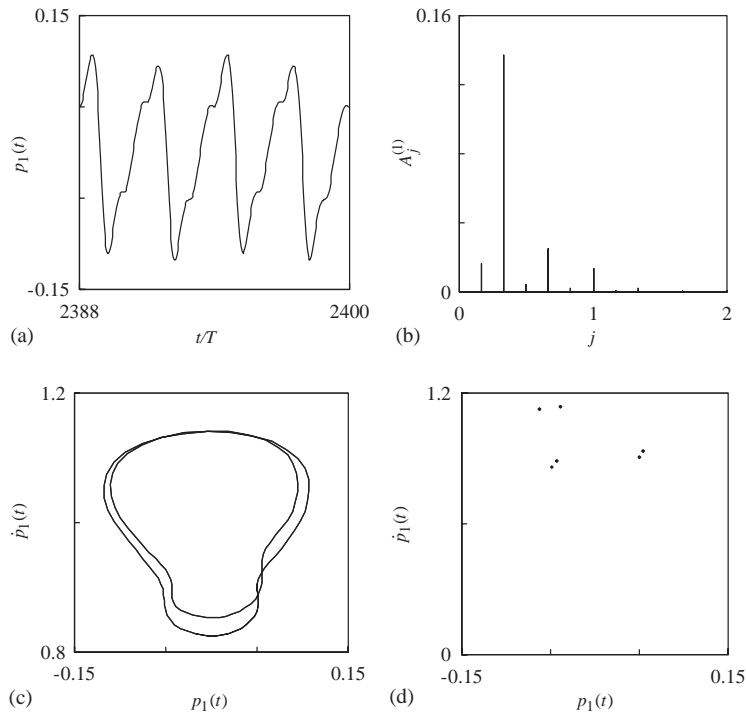 0.15
p₁(t)
-0.15
2388
2400
(a)
t/T
0.16
A_j^(1)
0
0
1
2
(b)
j
1.2
ṗ₁(t)
0.8
-0.15
0.15
(c)
p₁(t)
1.2
ṗ₁(t)
0
-0.15
0.15
(d)
p₁(t)